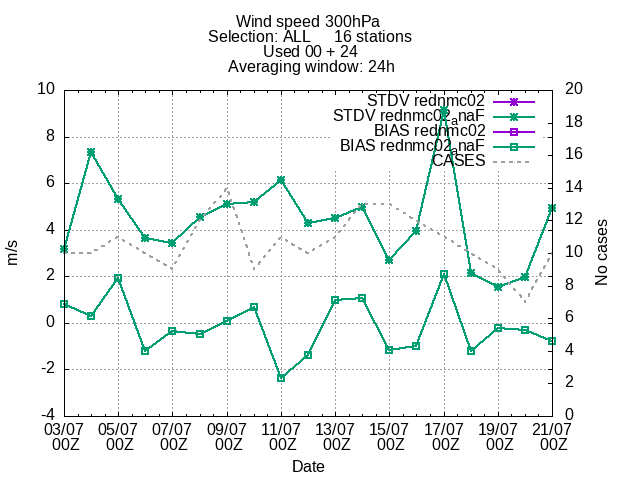 Wind speed 300hPa
Selection: ALL 16 stations
Used 00 + 24
Averaging window: 24h
STDV rednmc02
STDV rednmc02anaF
BIAS rednmc02
BIAS rednmc02anaF
CASES
10
8
6
4
2
0
-2
-4
m/s
20
18
16
14
12
10
8
6
4
2
0
No cases
03/07 05/07 07/07 09/07 11/07 13/07 15/07 17/07 19/07 21/07
00Z 00Z 00Z 00Z 00Z 00Z 00Z 00Z 00Z 00Z
Date